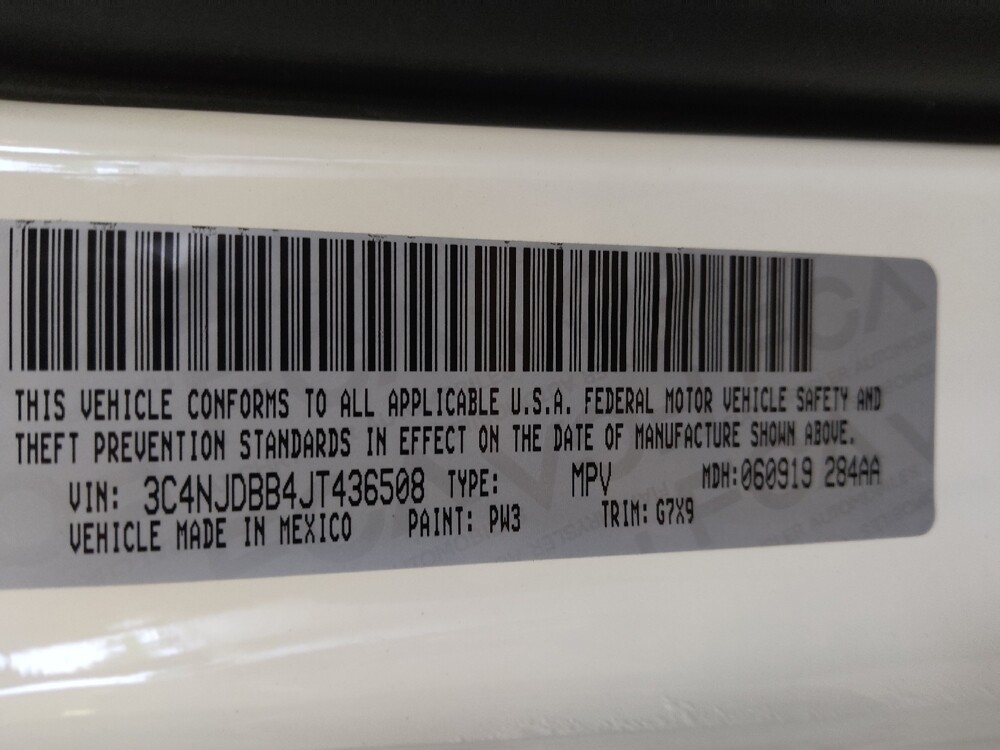 THIS VEHICLE CONFORMS TO ALL APPLICABLE U.S.A. FEDERAL MOTOR VEHICLE SAFETY AND
THEFT PREVENTION STANDARDS IN EFFECT ON THE DATE OF MANUFACTURE SHOWN ABOVE.
VIN: 3C4NJDBB4JT436508 TYPE: MPV MDH:060919 284AA
VEHICLE MADE IN MEXICO PAINT: PW3 TRIM: G7X9